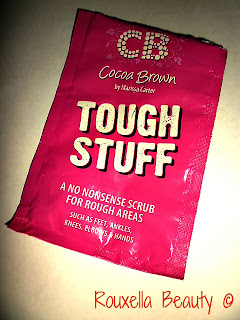 CB
Cocoa Brown
by Marissa Carter
TOUGH
STUFF
A NO NONSENSE SCRUB
FOR ROUGH AREAS
SUCH AS FEET, ANKLES,
KNEES, ELBOWS & HANDS
Rouxella Beauty ©